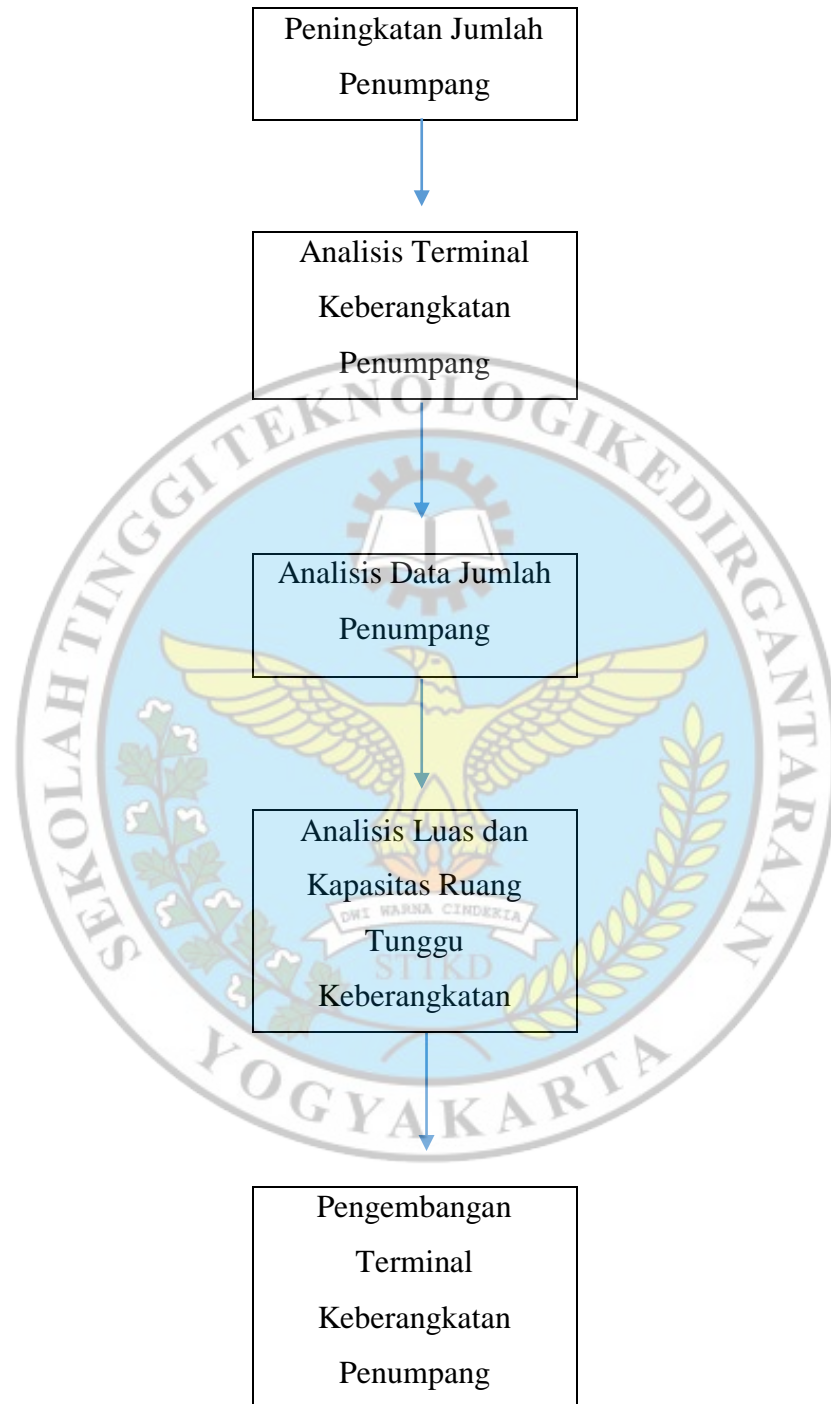 Peningkatan Jumlah
Penumpang
Analisis Terminal
Keberangkatan
Penumpang
SEKOLAH TINGGI TEKNOLOGI KEDIRGANTARAAN
Analisis Data Jumlah
Penumpang
Analisis Luas dan
Kapasitas Ruang
DWI WARNA CINDEKIA
Tunggu
STTKD
Keberangkatan
YOGYAKARTA
Pengembangan
Terminal
Keberangkatan
Penumpang